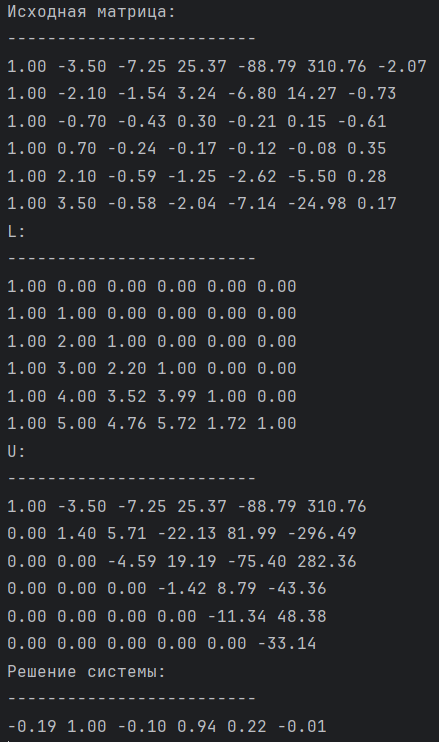 Исходная матрица:
-------------------------
1.00 -3.50 -7.25 25.37 -88.79 310.76 -2.07
1.00 -2.10 -1.54 3.24 -6.80 14.27 -0.73
1.00 -0.70 -0.43 0.30 -0.21 0.15 -0.61
1.00 0.70 -0.24 -0.17 -0.12 -0.08 0.35
1.00 2.10 -0.59 -1.25 -2.62 -5.50 0.28
1.00 3.50 -0.58 -2.04 -7.14 -24.98 0.17
L:
-------------------------
1.00 0.00 0.00 0.00 0.00 0.00
1.00 1.00 0.00 0.00 0.00 0.00
1.00 2.00 1.00 0.00 0.00 0.00
1.00 3.00 2.20 1.00 0.00 0.00
1.00 4.00 3.52 3.99 1.00 0.00
1.00 5.00 4.76 5.72 1.72 1.00
U:
-------------------------
1.00 -3.50 -7.25 25.37 -88.79 310.76
0.00 1.40 5.71 -22.13 81.99 -296.49
0.00 0.00 -4.59 19.19 -75.40 282.36
0.00 0.00 0.00 -1.42 8.79 -43.36
0.00 0.00 0.00 0.00 -11.34 48.38
0.00 0.00 0.00 0.00 0.00 -33.14
Решение системы:
-------------------------
-0.19 1.00 -0.10 0.94 0.22 -0.01